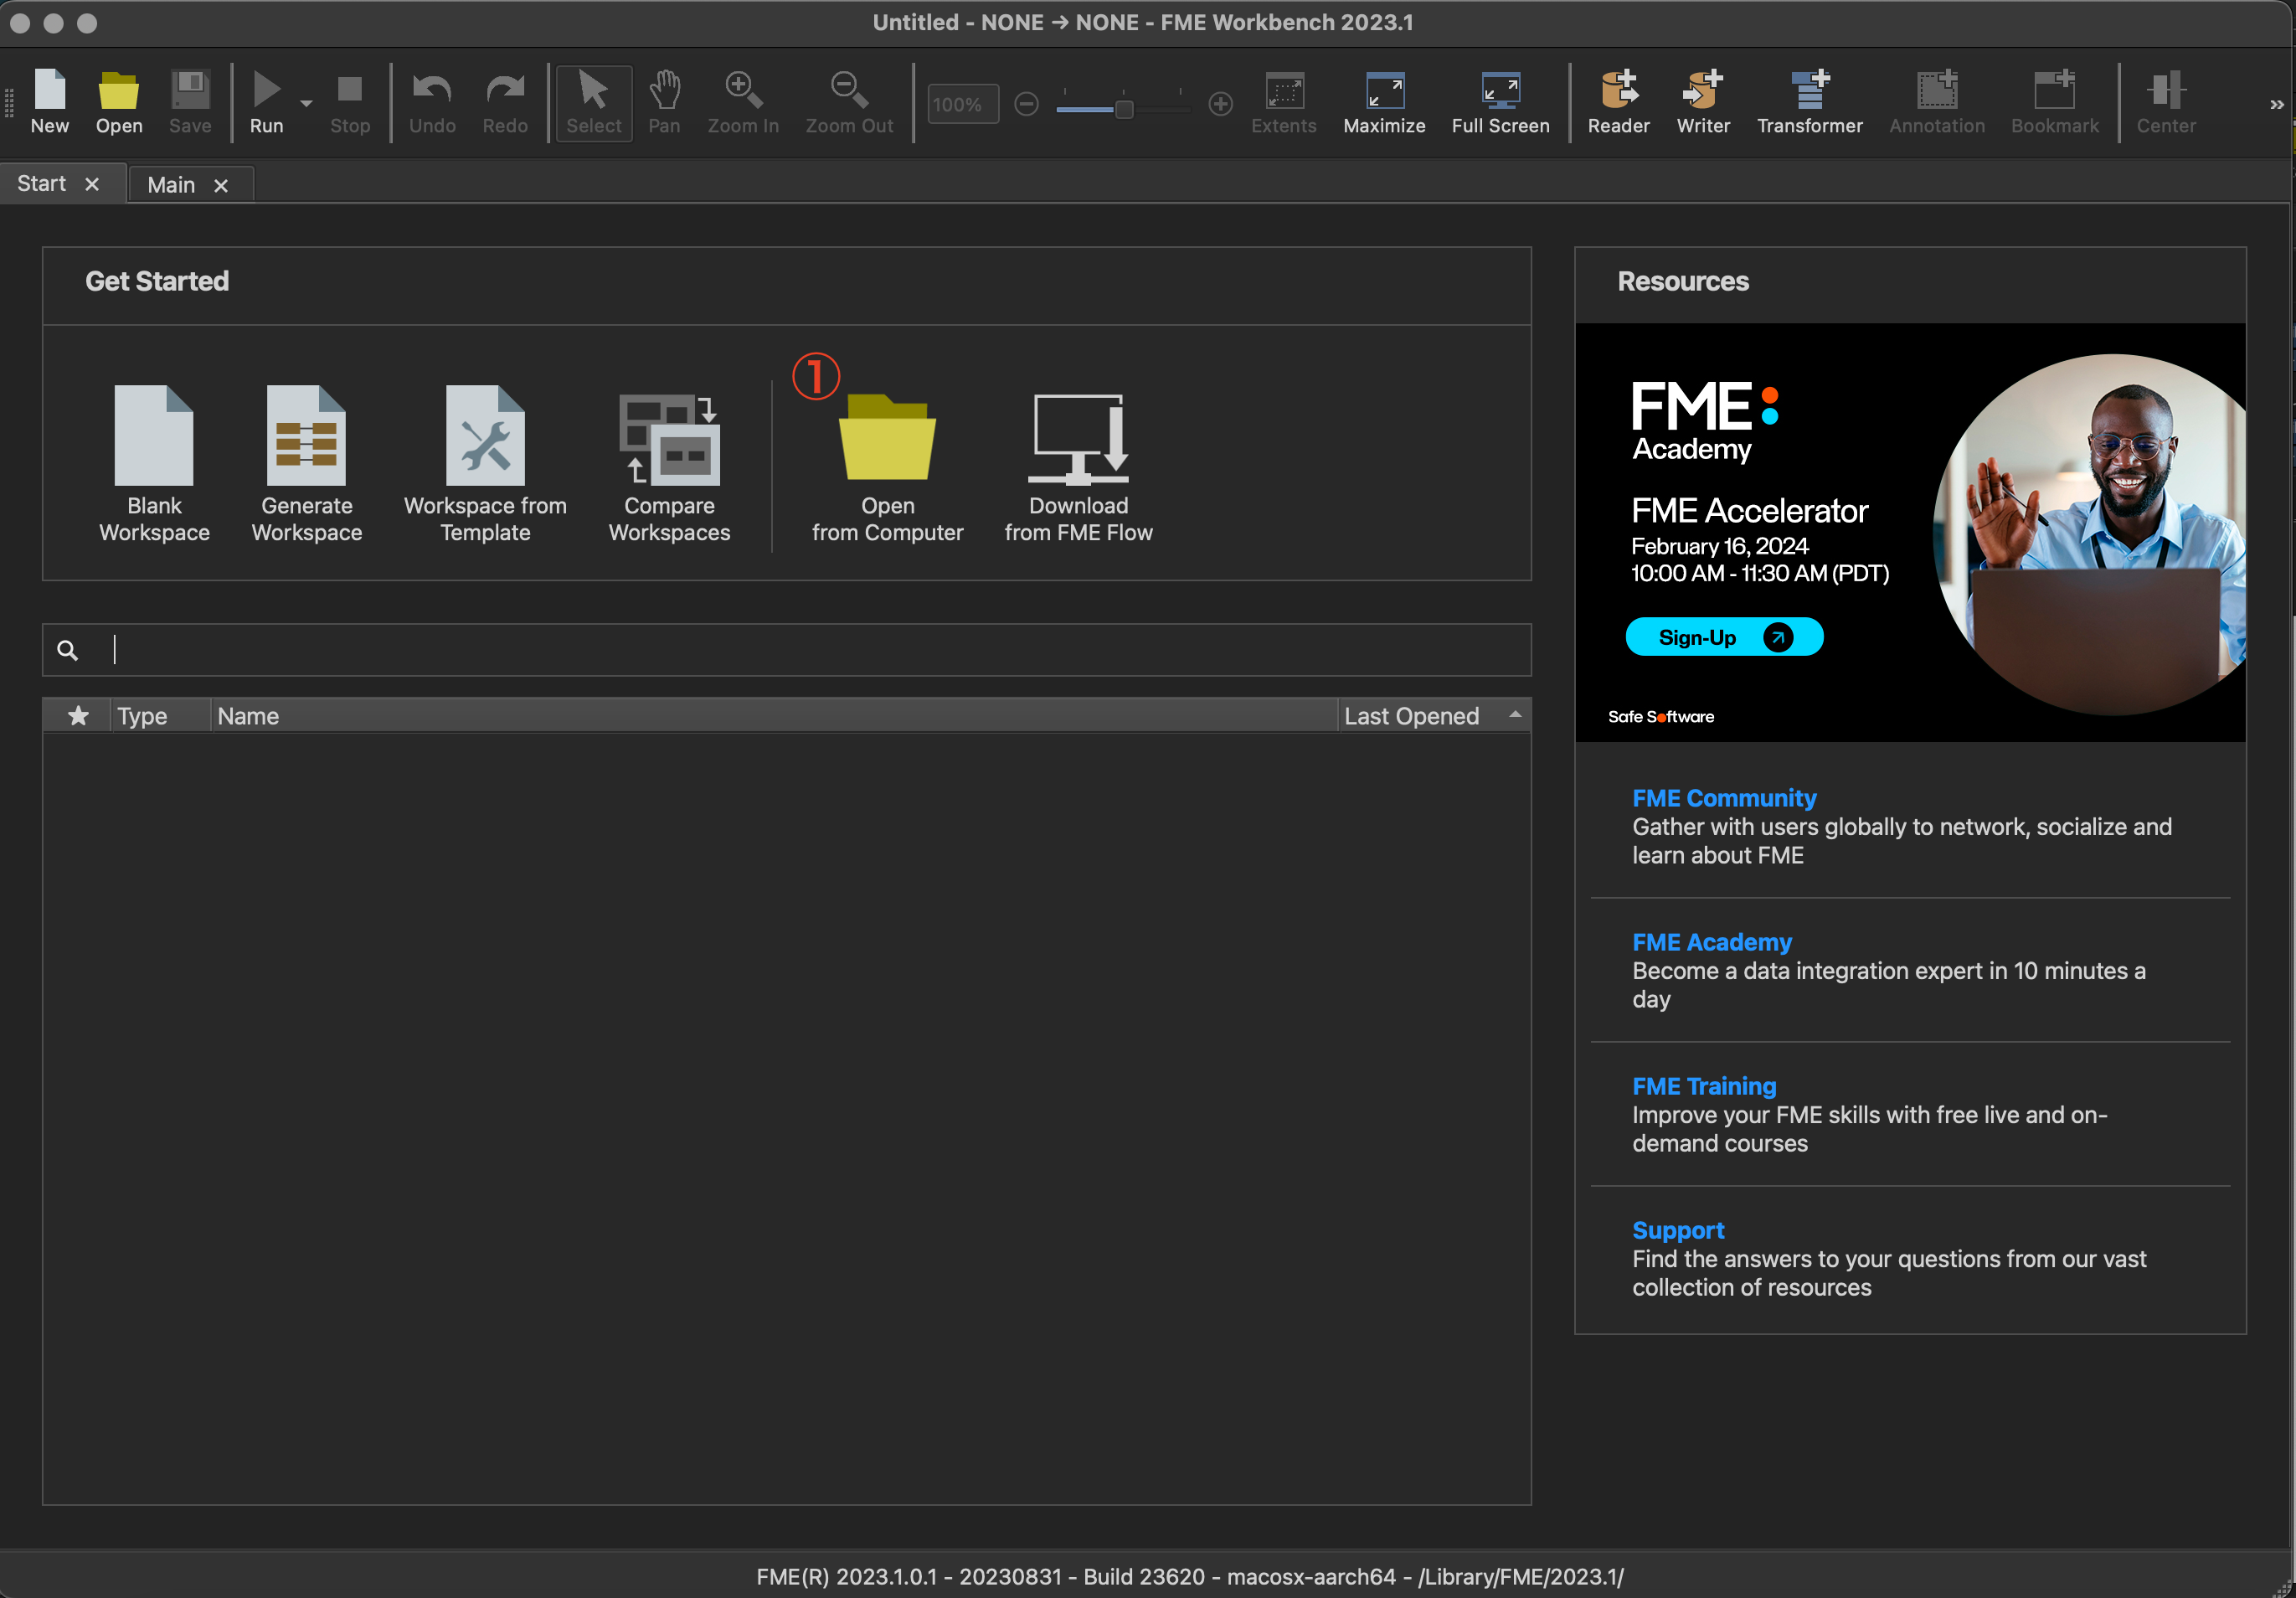 Untitled - NONE → NONE - FME Workbench 2023.1
New Open Save Run Stop Undo Redo Select Pan Zoom In Zoom Out 100% Extents Maximize Full Screen Reader Writer Transformer Annotation Bookmark Center »
Start Main
Get Started
①
Blank
Workspace
Generate
Workspace
Workspace from
Template
Compare
Workspaces
Open
from Computer
Download
from FME Flow
Type Name Last Opened
Resources
FME
Academy
FME Accelerator
February 16, 2024
10:00 AM - 11:30 AM (PDT)
Sign-Up
Safe Software
FME Community
Gather with users globally to network, socialize and
learn about FME
FME Academy
Become a data integration expert in 10 minutes a
day
FME Training
Improve your FME skills with free live and on-
demand courses
Support
Find the answers to your questions from our vast
collection of resources
FME(R) 2023.1.0.1 - 20230831 - Build 23620 - macosx-aarch64 - /Library/FME/2023.1/